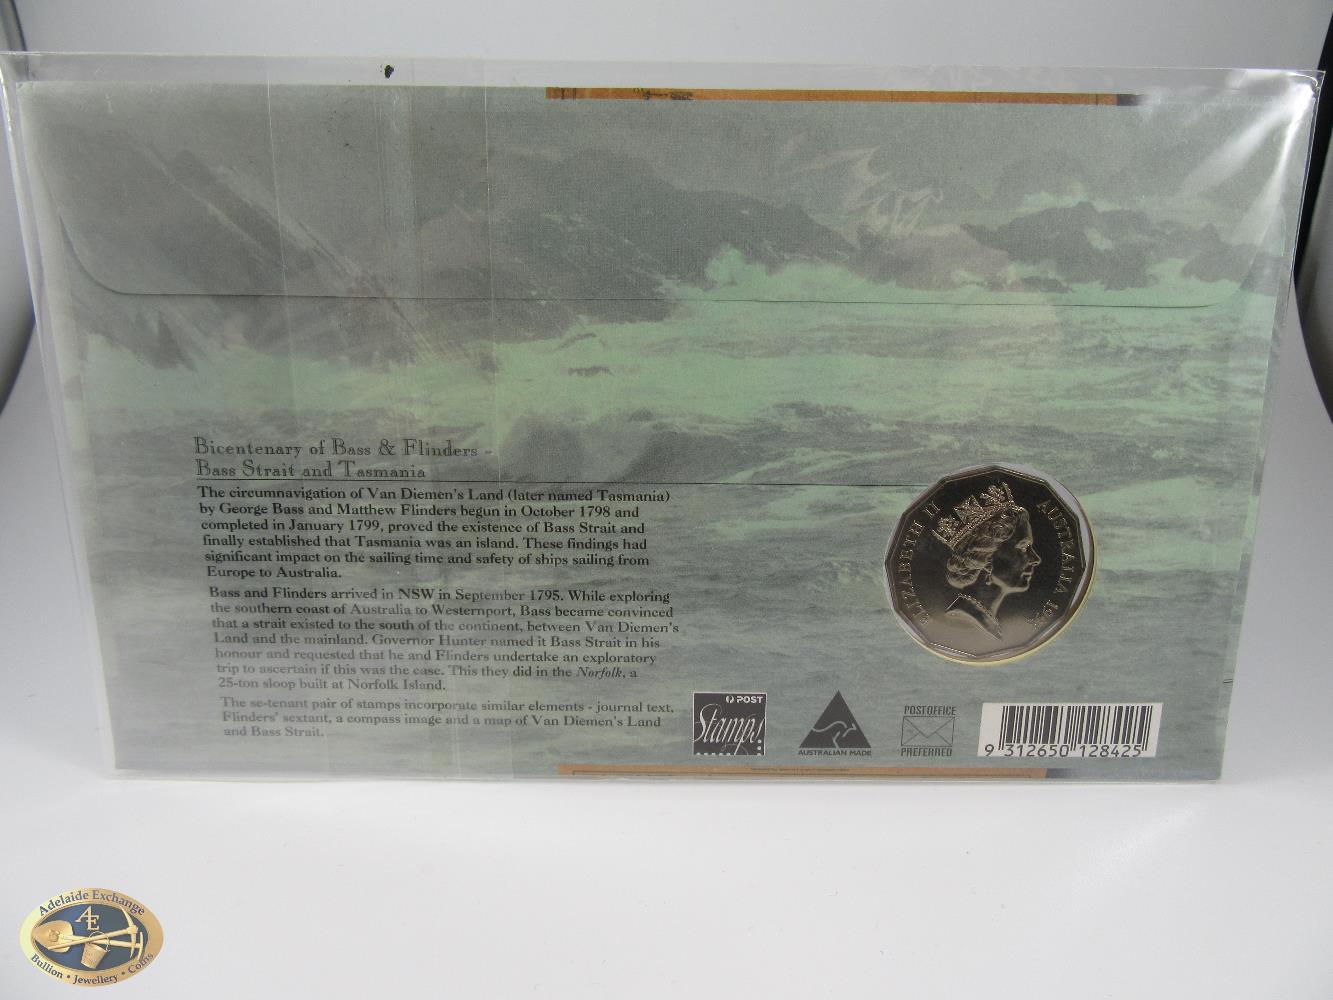 Bicentenary of Bass & Flinders -
Bass Strait and Tasmania
The circumnavigation of Van Diemen's Land (later named Tasmania)
by George Bass and Matthew Flinders begun in October 1798 and
completed in January 1799, proved the existence of Bass Strait and
finally established that Tasmania was an island. These findings had
significant impact on the sailing time and safety of ships sailing from
Europe to Australia.
Bass and Flinders arrived in NSW in September 1795. While exploring
the southern coast of Australia to Westernport, Bass became convinced
that a strait existed to the south of the continent, between Van Diemen's
Land and the mainland. Governor Hunter named it Bass Strait in his
honour and requested that he and Flinders undertake an exploratory
trip to ascertain if this was the case. This they did in the Norfolk, a
25-ton sloop built at Norfolk Island.
The se-tenant pair of stamps incorporate similar elements - journal text,
Flinders' sextant, a compass image and a map of Van Diemen's Land
and Bass Strait.
ELIZABETH II
AUSTRALIA
POST
Stamps!
AUSTRALIAN MADE
POSTOFFICE
PREFERRED
9 312650 128425
Adelaide Exchange
AE
Bullion • Jewellery • Coins